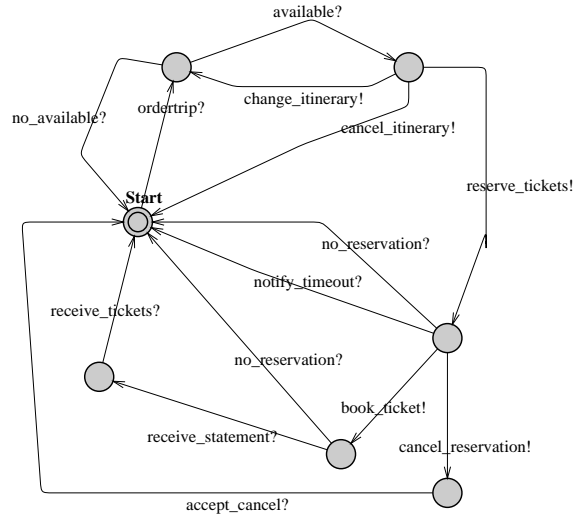 available?
change_itinerary!
ordertrip?
no_available?
cancel_itinerary!
reserve_tickets!
Start
no_reservation?
notify_timeout?
receive_tickets?
no_reservation?
book_ticket!
receive_statement?
cancel_reservation!
accept_cancel?